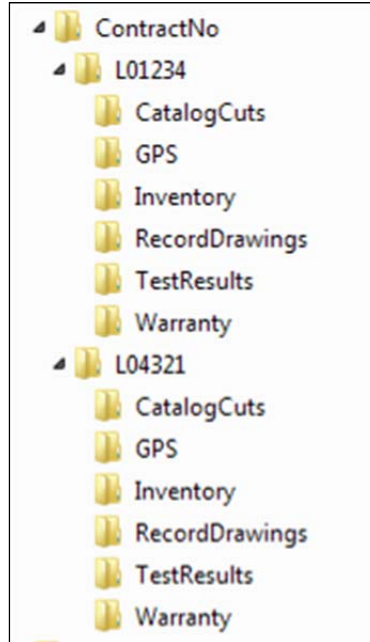 ContractNo
L01234
CatalogCuts
GPS
Inventory
RecordDrawings
TestResults
Warranty
L04321
CatalogCuts
GPS
Inventory
RecordDrawings
TestResults
Warranty